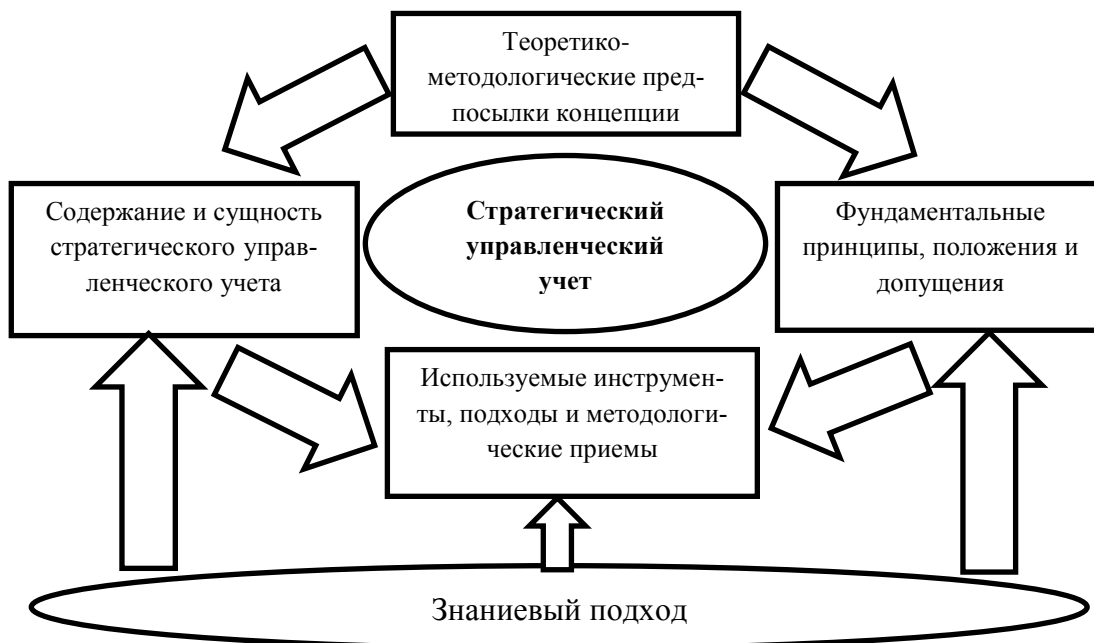 Теоретико-
методологические пред-
посылки концепции
Содержание и сущность
стратегического управ-
ленческого учета
Стратегический
управленческий
учет
Фундаментальные
принципы, положения и
допущения
Используемые инструмен-
ты, подходы и методологи-
ческие приемы
Знаниевый подход